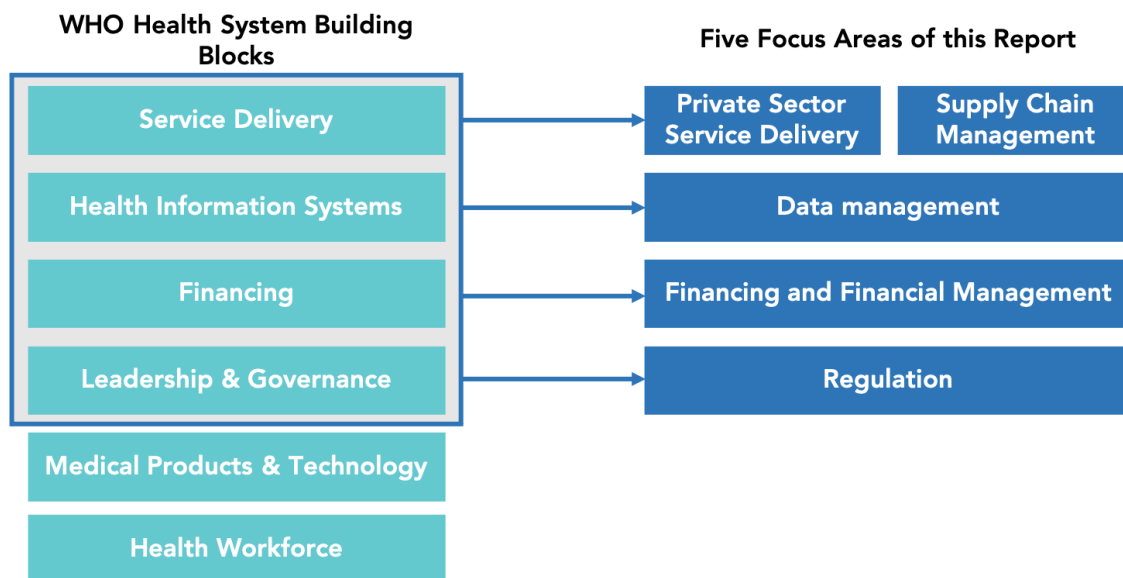 WHO Health System Building
Blocks
Five Focus Areas of this Report
Service Delivery
Private Sector
Service Delivery
Supply Chain
Management
Health Information Systems
Data management
Financing
Financing and Financial Management
Leadership & Governance
Regulation
Medical Products & Technology
Health Workforce